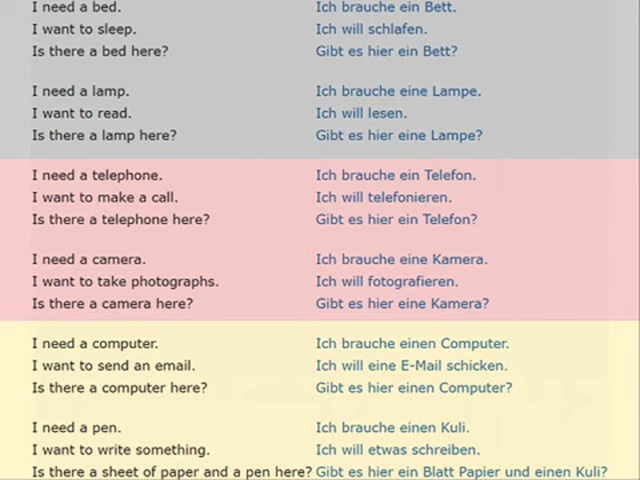 I need a bed. Ich brauche ein Bett.
I want to sleep. Ich will schlafen.
Is there a bed here? Gibt es hier ein Bett?
I need a lamp. Ich brauche eine Lampe.
I want to read. Ich will lesen.
Is there a lamp here? Gibt es hier eine Lampe?
I need a telephone. Ich brauche ein Telefon.
I want to make a call. Ich will telefonieren.
Is there a telephone here? Gibt es hier ein Telefon?
I need a camera. Ich brauche eine Kamera.
I want to take photographs. Ich will fotografieren.
Is there a camera here? Gibt es hier eine Kamera?
I need a computer. Ich brauche einen Computer.
I want to send an email. Ich will eine E-Mail schicken.
Is there a computer here? Gibt es hier einen Computer?
I need a pen. Ich brauche einen Kuli.
I want to write something. Ich will etwas schreiben.
Is there a sheet of paper and a pen here? Gibt es hier ein Blatt Papier und einen Kuli?